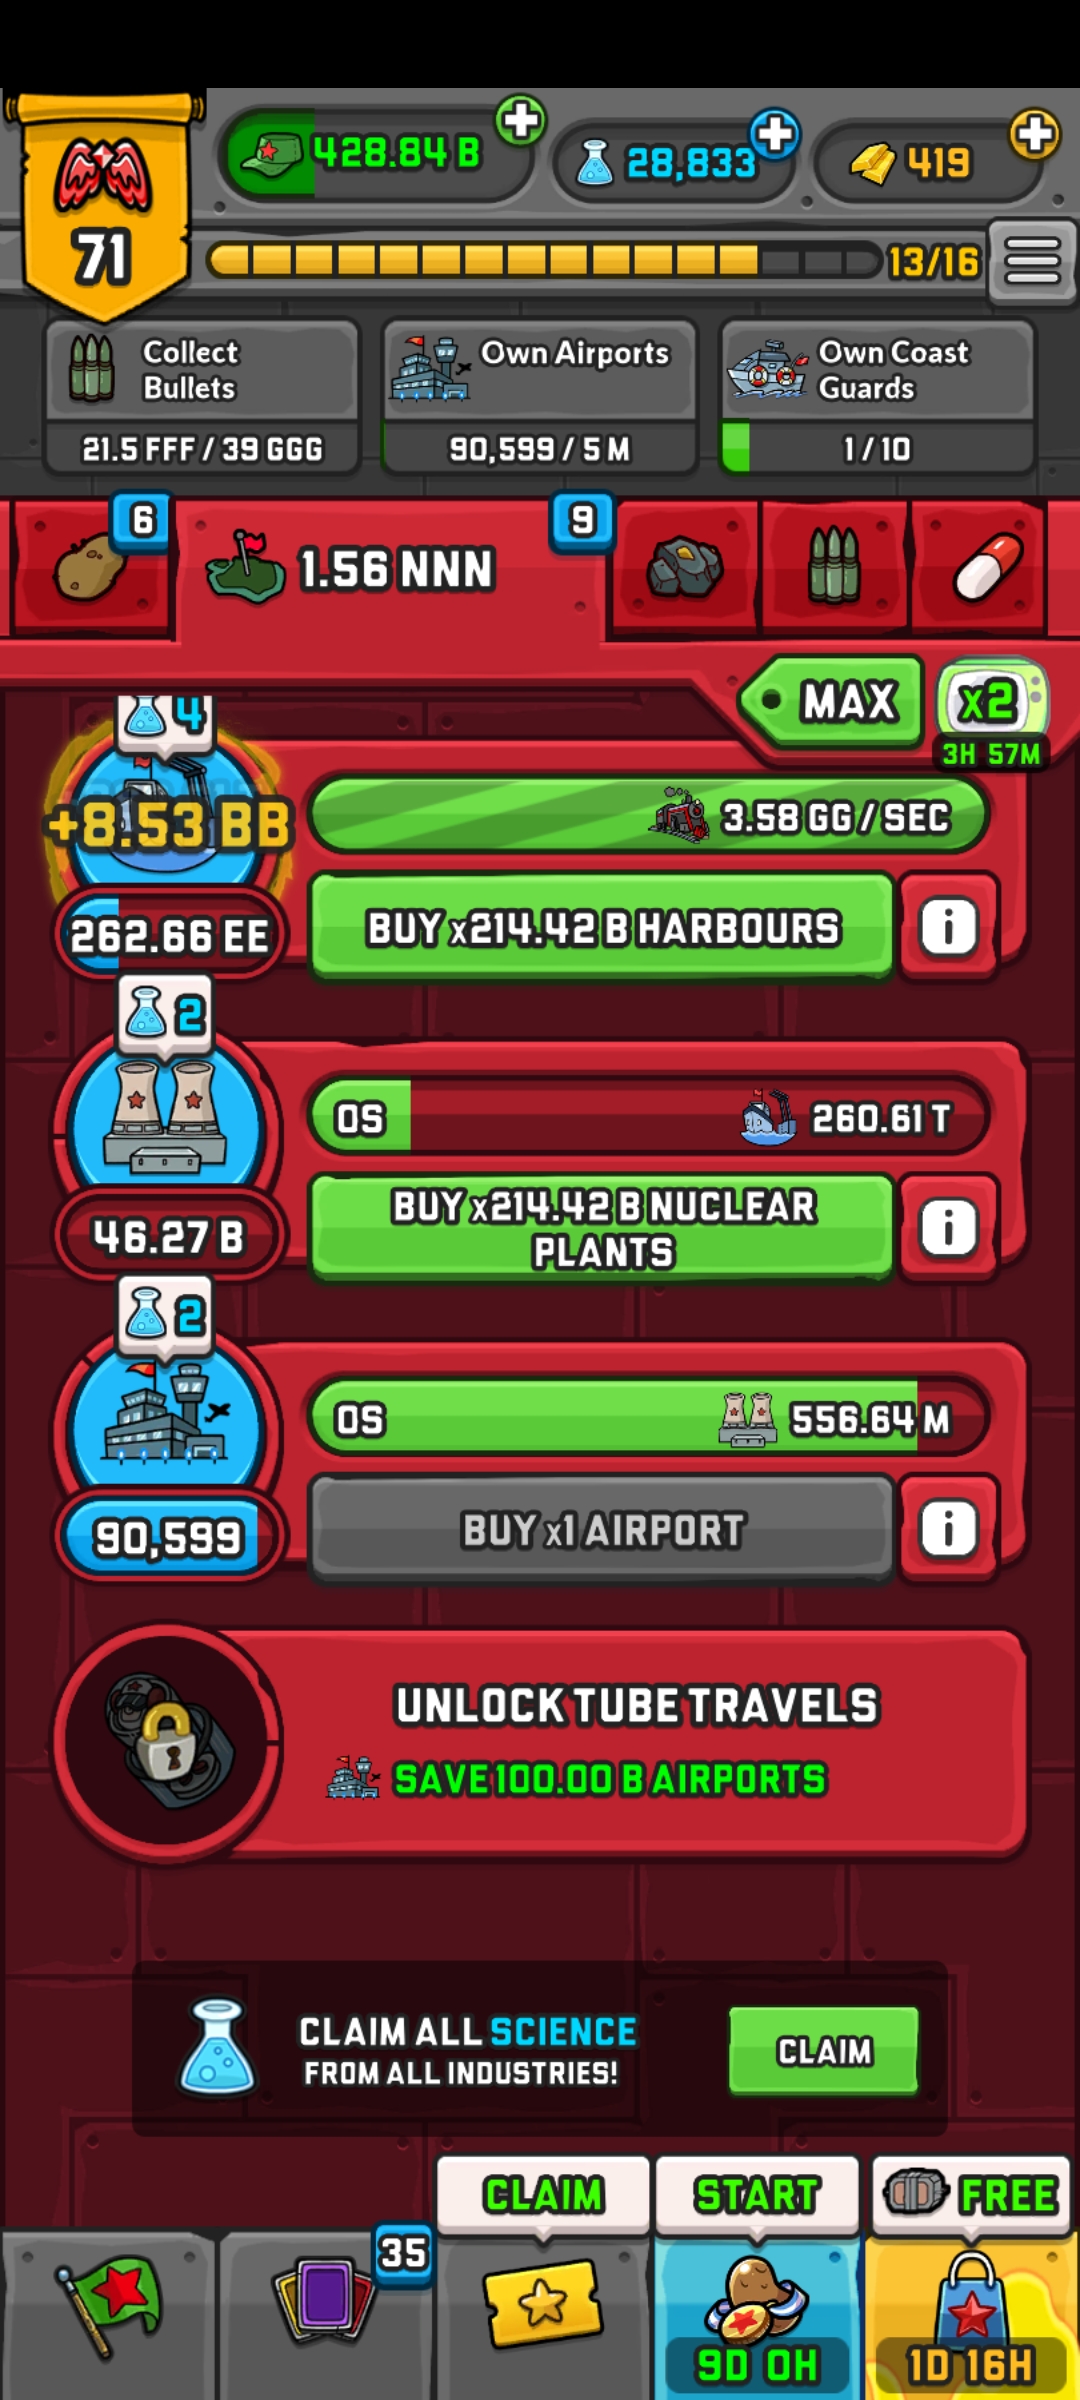 71
428.84 B
28,833
419
13/16
Collect
Bullets
21.5 FFF / 39 GGG
Own Airports
90,599 / 5 M
Own Coast
Guards
1 / 10
6
1.56 NNN
9
MAX
x2
3H 57M
4
+8.53 BB
3.58 GG / SEC
262.66 EE
BUY x214.42 B HARBOURS
i
2
0S
260.61 T
46.27 B
BUY x214.42 B NUCLEAR
PLANTS
i
2
0S
556.64 M
90,599
BUY x1 AIRPORT
i
UNLOCK TUBE TRAVELS
SAVE 100.00 B AIRPORTS
CLAIM ALL SCIENCE
FROM ALL INDUSTRIES!
CLAIM
CLAIM
START
FREE
35
9D 0H
1D 16H